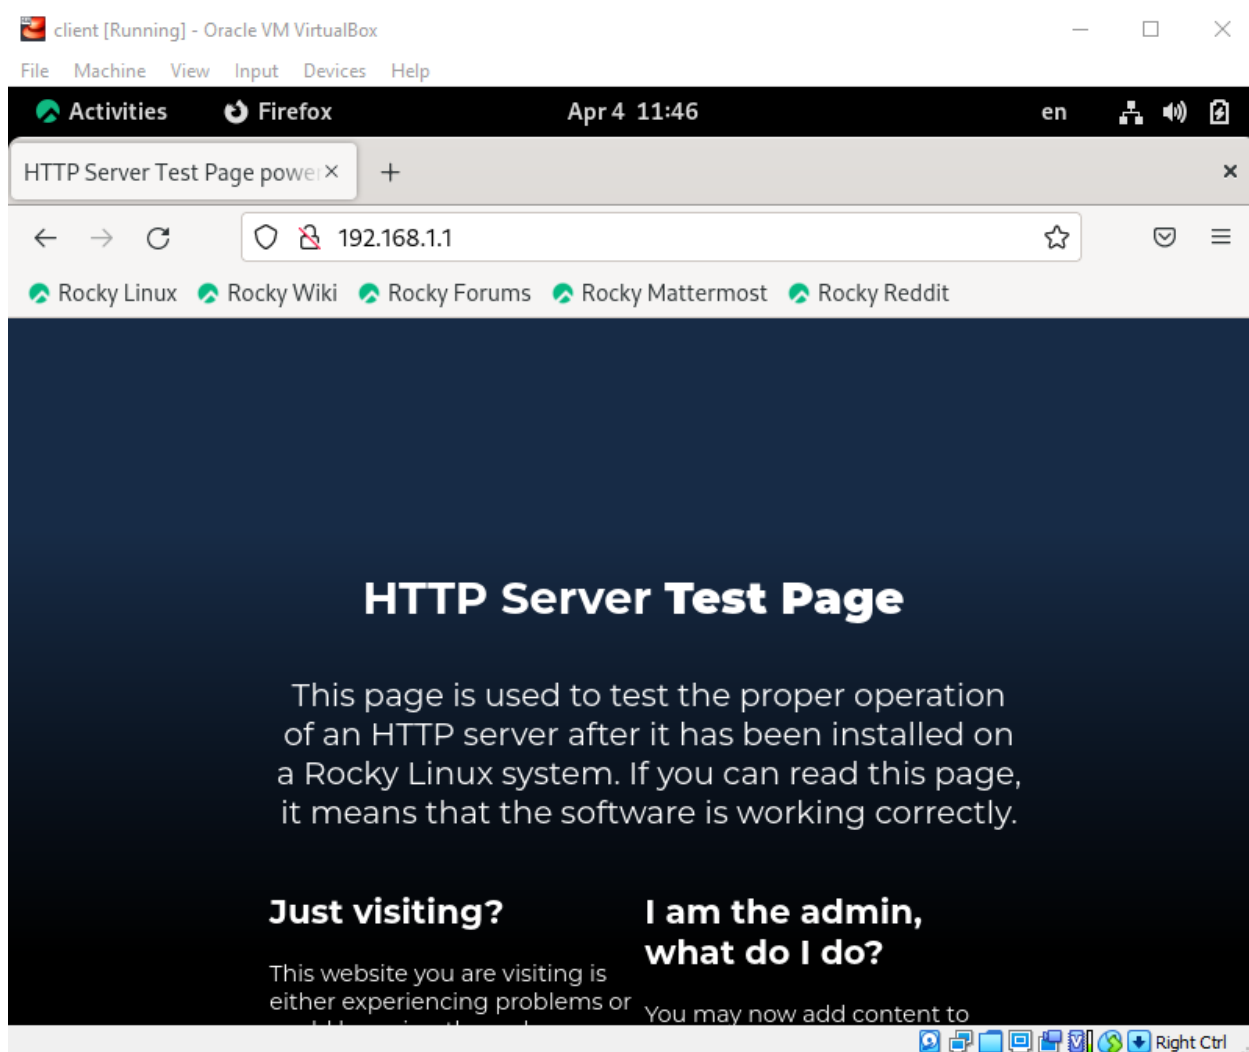 client [Running] - Oracle VM VirtualBox
File Machine View Input Devices Help
Activities Firefox Apr 4 11:46 en
HTTP Server Test Page power
192.168.1.1
Rocky Linux Rocky Wiki Rocky Forums Rocky Mattermost Rocky Reddit
HTTP Server Test Page
This page is used to test the proper operation
of an HTTP server after it has been installed on
a Rocky Linux system. If you can read this page,
it means that the software is working correctly.
Just visiting?
This website you are visiting is
either experiencing problems or
I am the admin,
what do I do?
You may now add content to
Right Ctrl